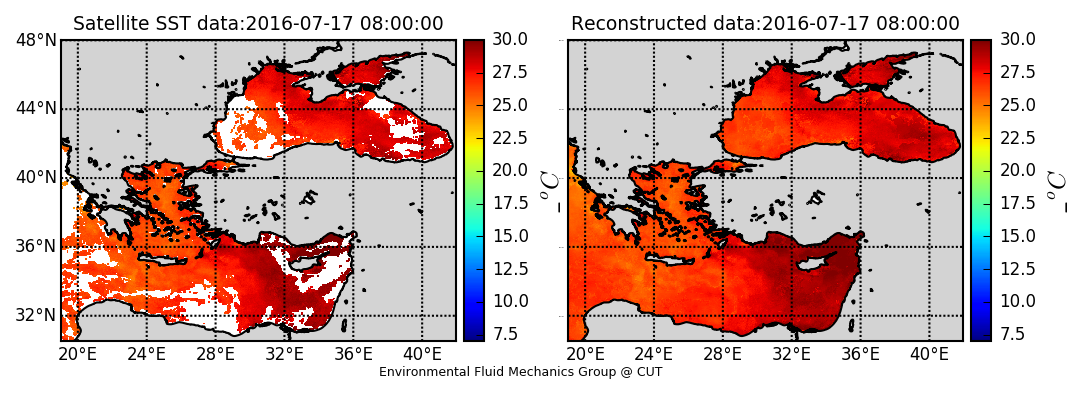 Satellite SST data:2016-07-17 08:00:00
Reconstructed data:2016-07-17 08:00:00
48°N
44°N
40°N
36°N
32°N
20°E 24°E 28°E 32°E 36°E 40°E
30.0
27.5
25.0
22.5
20.0
17.5
15.0
12.5
10.0
7.5
_°C
20°E 24°E 28°E 32°E 36°E 40°E
30.0
27.5
25.0
22.5
20.0
17.5
15.0
12.5
10.0
7.5
_°C
Environmental Fluid Mechanics Group @ CUT